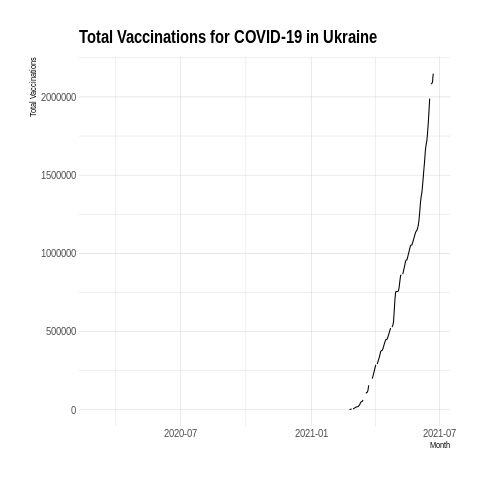 Total Vaccinations for COVID-19 in Ukraine
Total Vaccinations
2000000
1500000
1000000
500000
0
2020-07
2021-01
2021-07
Month